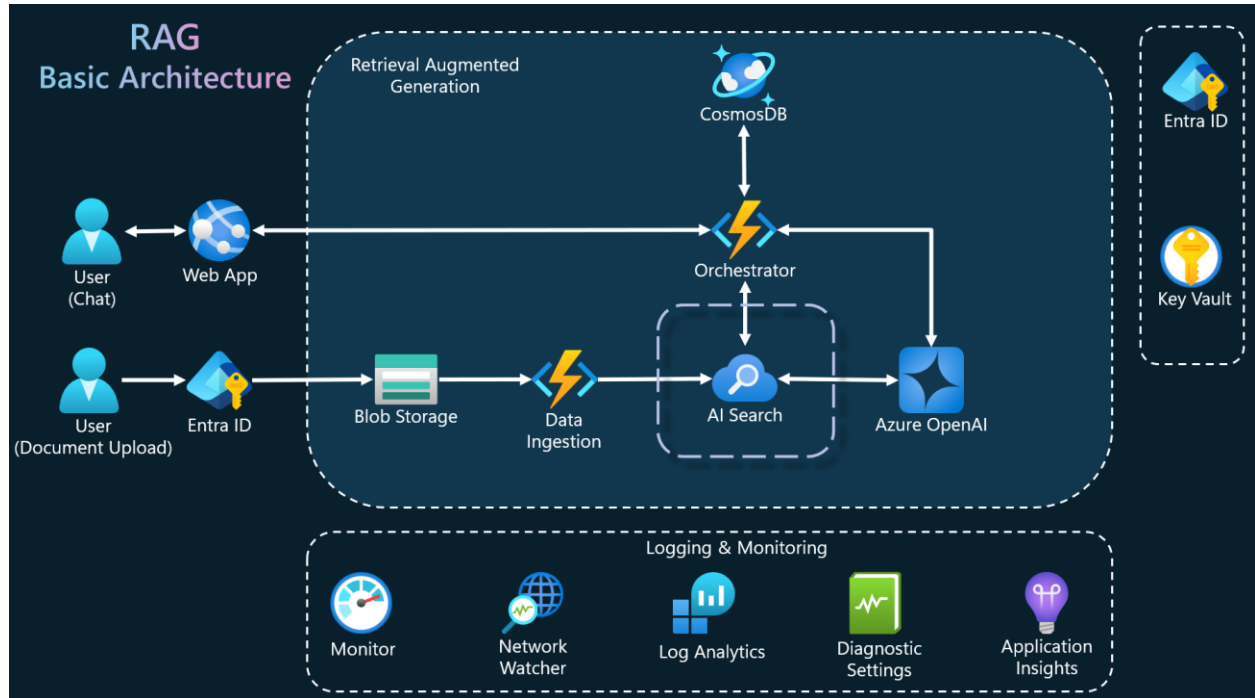 RAG
Basic Architecture
Retrieval Augmented
Generation
CosmosDB
Entra ID
User
(Chat)
Web App
Orchestrator
Key Vault
User
(Document Upload)
Entra ID
Blob Storage
Data
Ingestion
AI Search
Azure OpenAI
Logging & Monitoring
Monitor
Network
Watcher
Log Analytics
Diagnostic
Settings
Application
Insights